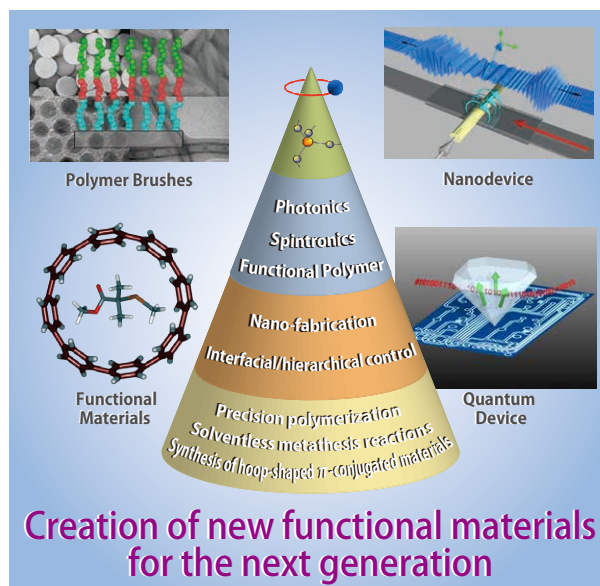 Polymer Brushes
Nanodevice
Photonics
Spintronics
Functional Polymer
Nano-fabrication
Interfacial/hierarchical control
Functional
Materials
Quantum
Device
Precision polymerization
Solventless metathesis reactions
Synthesis of hoop-shaped π-conjugated materials
Creation of new functional materials
for the next generation